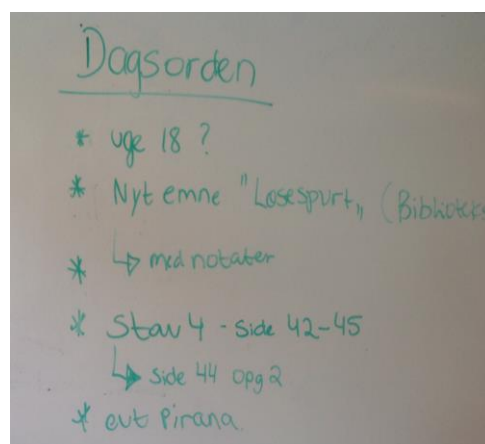 Dagsorden
* uge 18 ?
* Nyt emne "Læsespurt„ (Biblioteks
* ↳ med notater
* Stav 4 - Side 42-45
↳ side 44 opg 2
* evt Pirana